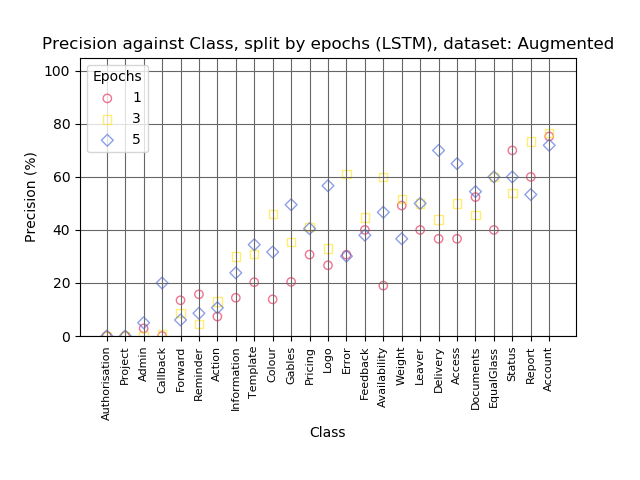 Precision against Class, split by epochs (LSTM), dataset: Augmented
Epochs
1
3
5
Precision (%)
100
80
60
40
20
0
Authorisation
Project
Admin
Callback
Forward
Reminder
Action
Information
Template
Colour
Gables
Pricing
Logo
Error
Feedback
Availability
Weight
Leaver
Delivery
Access
Documents
EqualGlass
Status
Report
Account
Class